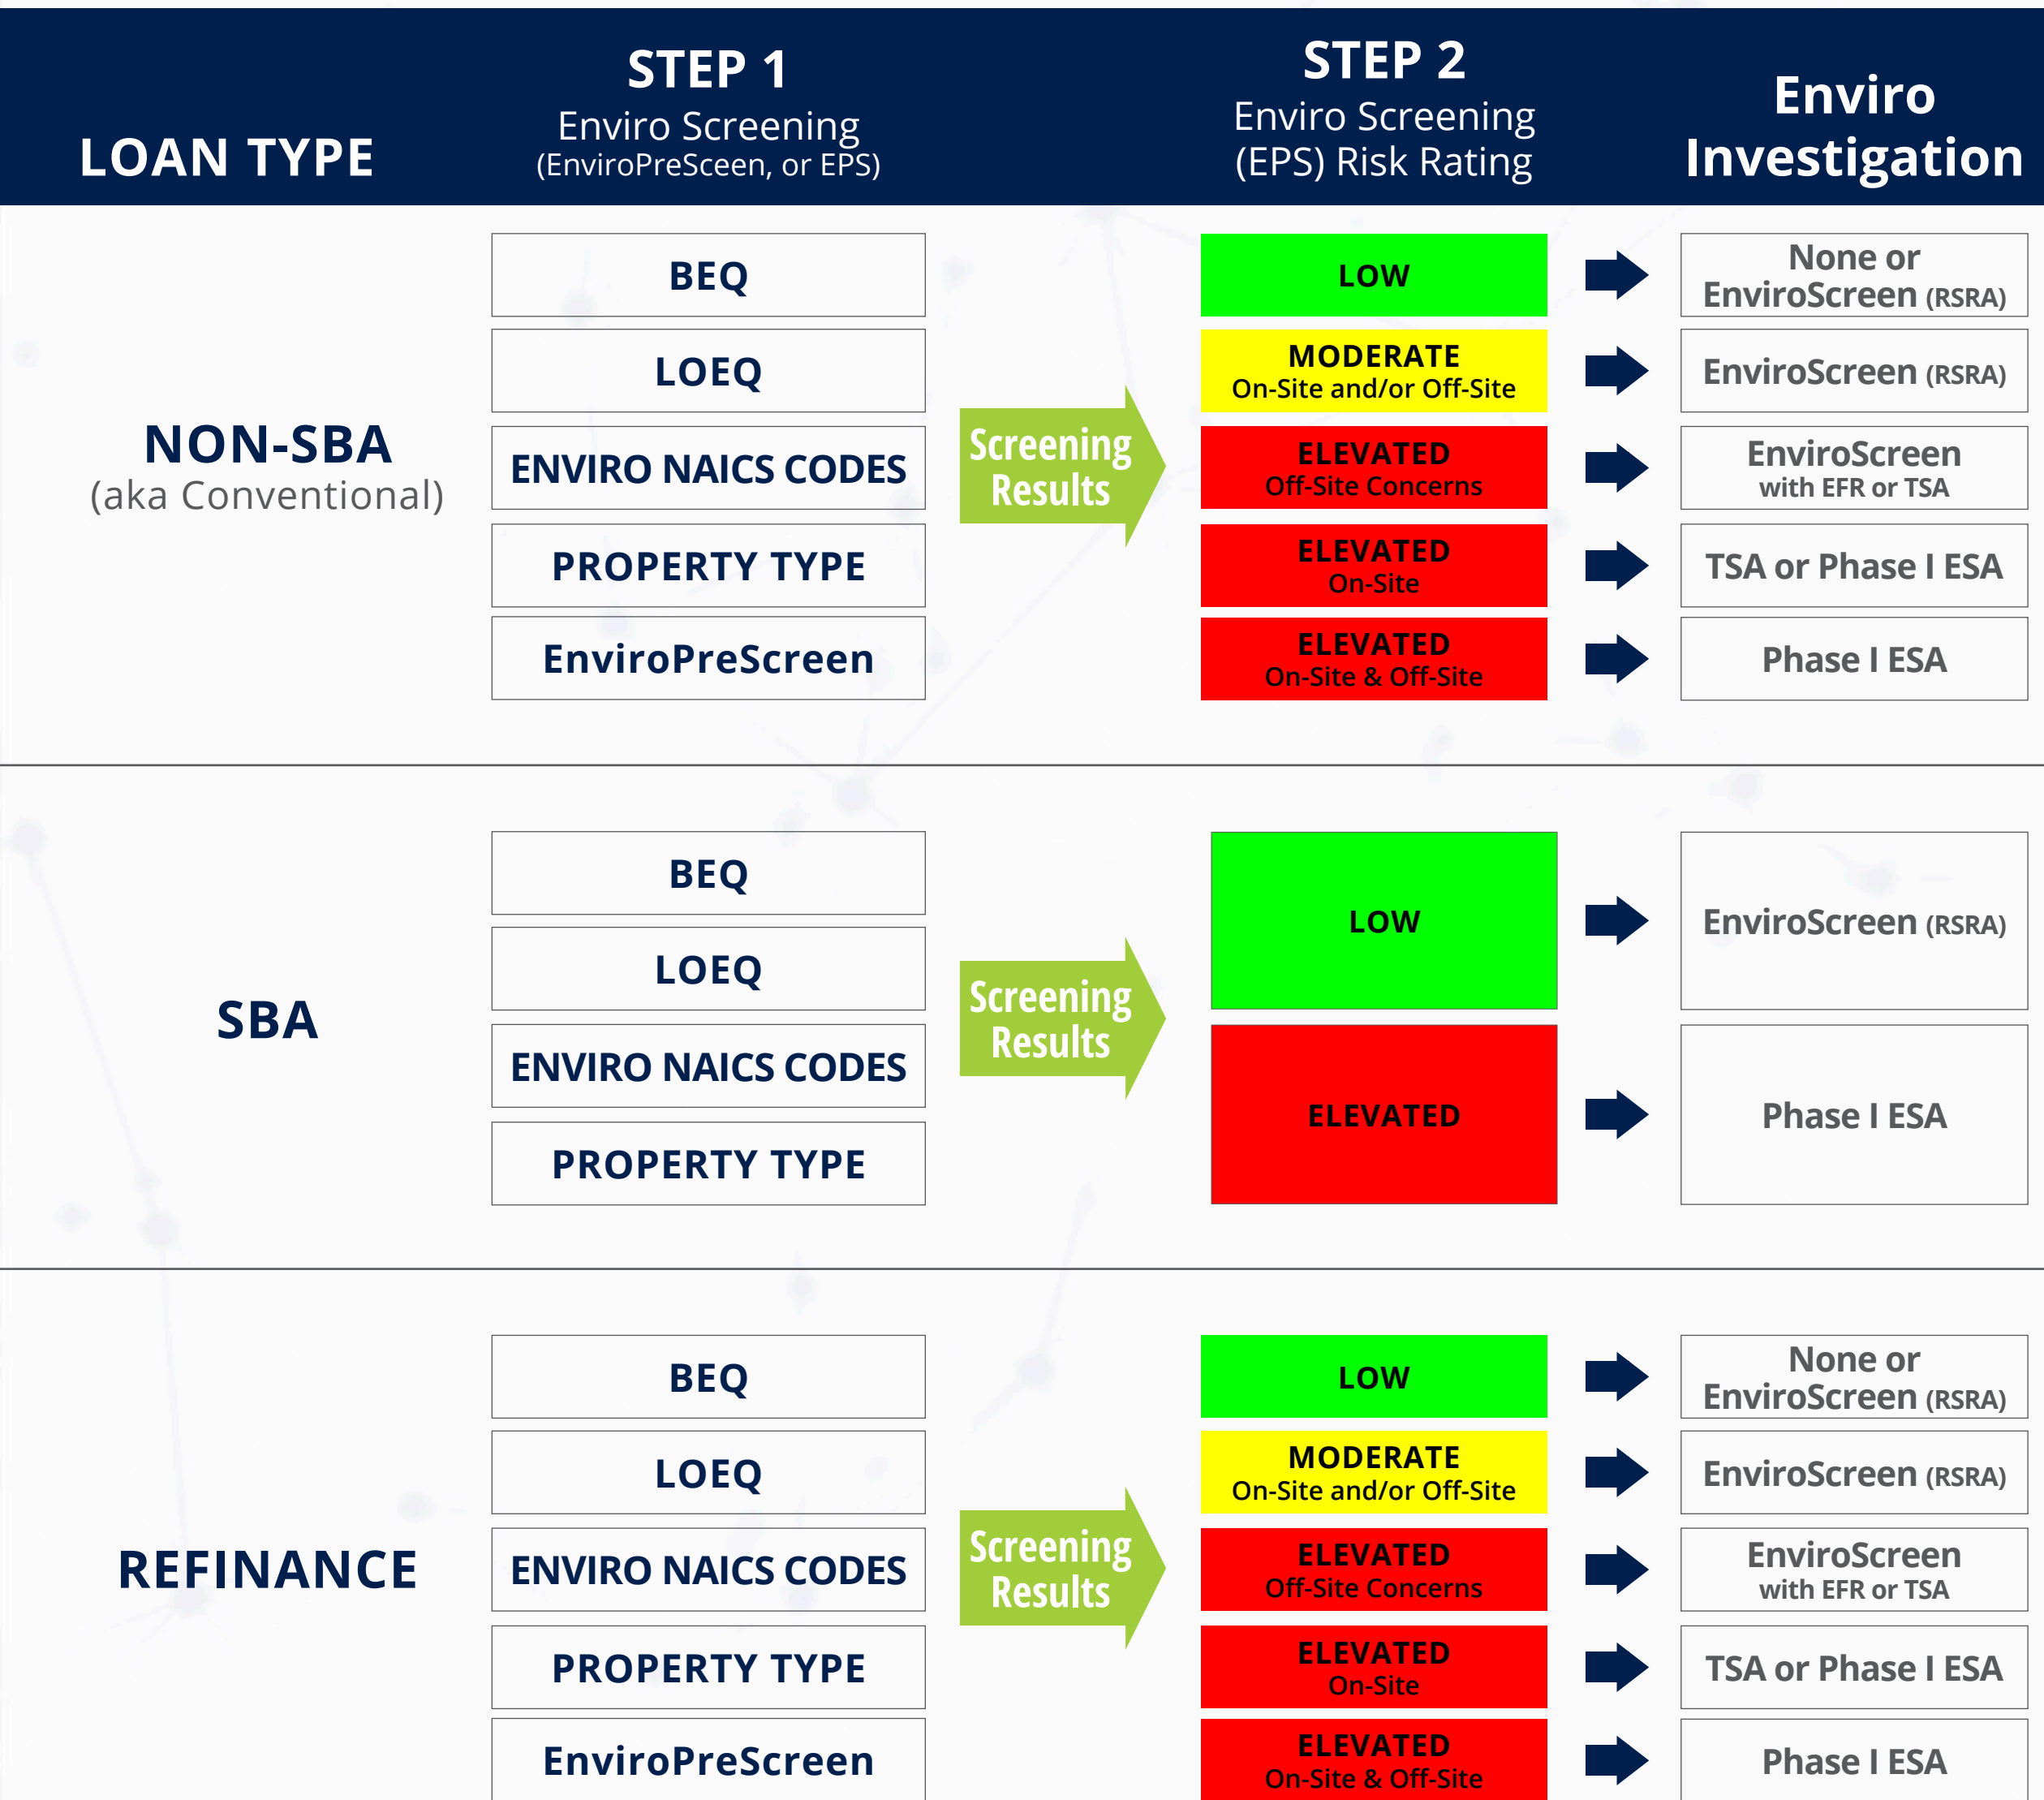 LOAN TYPE
STEP 1
Enviro Screening
(EnviroPreSceen, or EPS)
STEP 2
Enviro Screening
(EPS) Risk Rating
Enviro
Investigation
NON-SBA
(aka Conventional)
BEQ
LOEQ
ENVIRO NAICS CODES
PROPERTY TYPE
EnviroPreScreen
Screening
Results
LOW
None or
EnviroScreen (RSRA)
MODERATE
On-Site and/or Off-Site
EnviroScreen (RSRA)
ELEVATED
Off-Site Concerns
EnviroScreen
with EFR or TSA
ELEVATED
On-Site
TSA or Phase I ESA
ELEVATED
On-Site & Off-Site
Phase I ESA
SBA
BEQ
LOEQ
ENVIRO NAICS CODES
PROPERTY TYPE
Screening
Results
LOW
EnviroScreen (RSRA)
ELEVATED
Phase I ESA
REFINANCE
BEQ
LOEQ
ENVIRO NAICS CODES
PROPERTY TYPE
EnviroPreScreen
Screening
Results
LOW
None or
EnviroScreen (RSRA)
MODERATE
On-Site and/or Off-Site
EnviroScreen (RSRA)
ELEVATED
Off-Site Concerns
EnviroScreen
with EFR or TSA
ELEVATED
On-Site
TSA or Phase I ESA
ELEVATED
On-Site & Off-Site
Phase I ESA